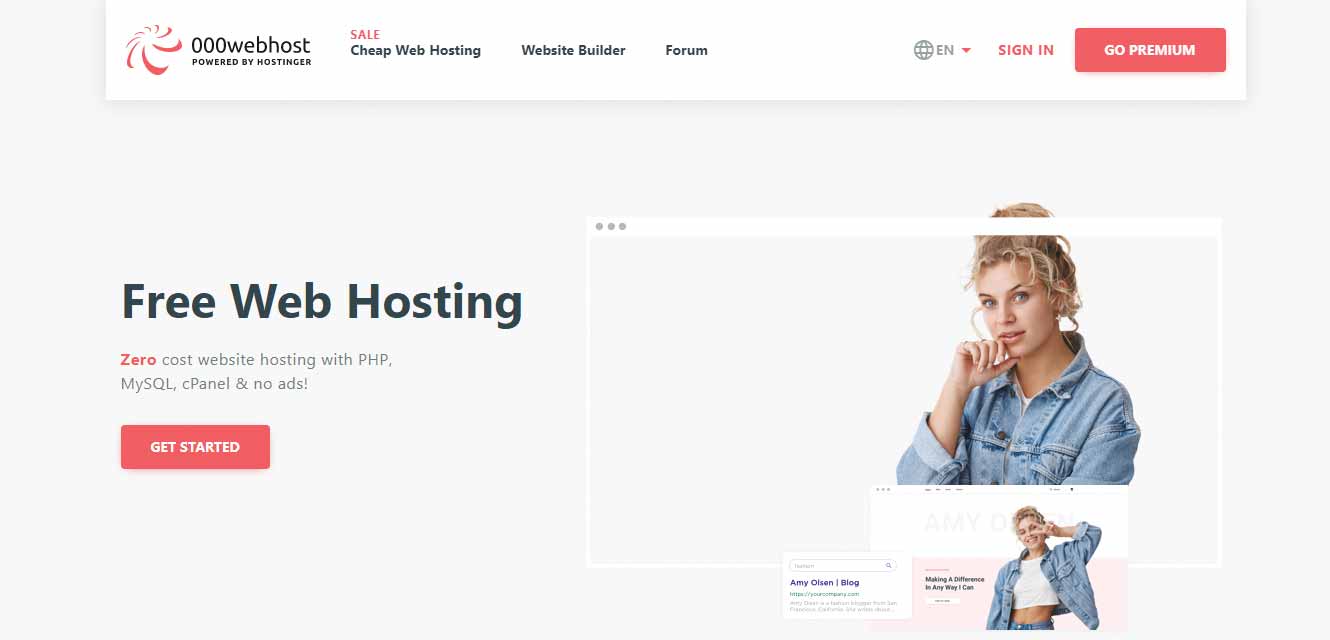 000webhost
POWERED BY HOSTINGER
SALE
Cheap Web Hosting
Website Builder
Forum
EN
SIGN IN
GO PREMIUM
Free Web Hosting
Zero cost website hosting with PHP,
MySQL, cPanel & no ads!
GET STARTED
AMY OLSEN
Making A Difference
In Any Way I Can
fashion
Amy Olsen | Blog
https://yourcompany.com
Amy Olsen is a fashion blogger from San
Francisco, California. She writes about...